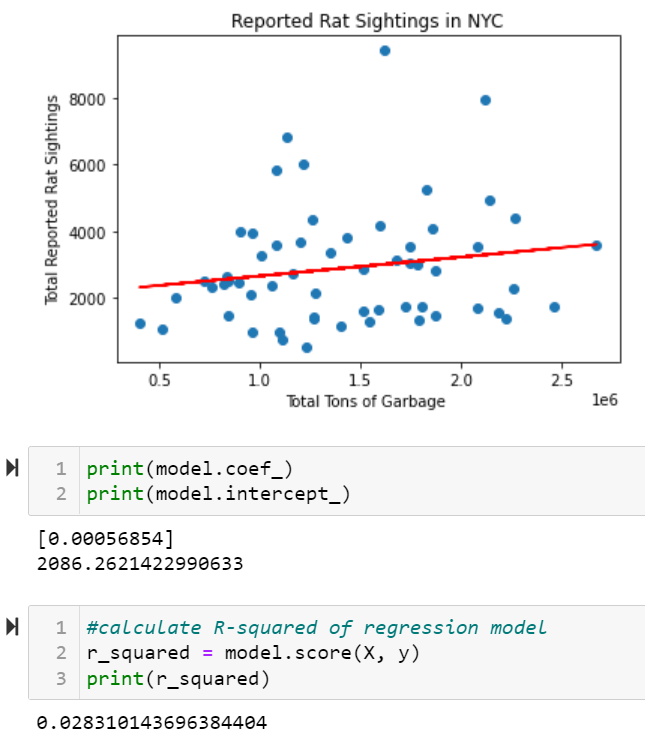 Reported Rat Sightings in NYC
Total Reported Rat Sightings
8000
6000
4000
2000
0.5 1.0 1.5 2.0 2.5
Total Tons of Garbage
1e6
1 print(model.coef_)
2 print(model.intercept_)
[0.00056854]
2086.2621422990633
1 #calculate R-squared of regression model
2 r_squared = model.score(X, y)
3 print(r_squared)
0.028310143696384404